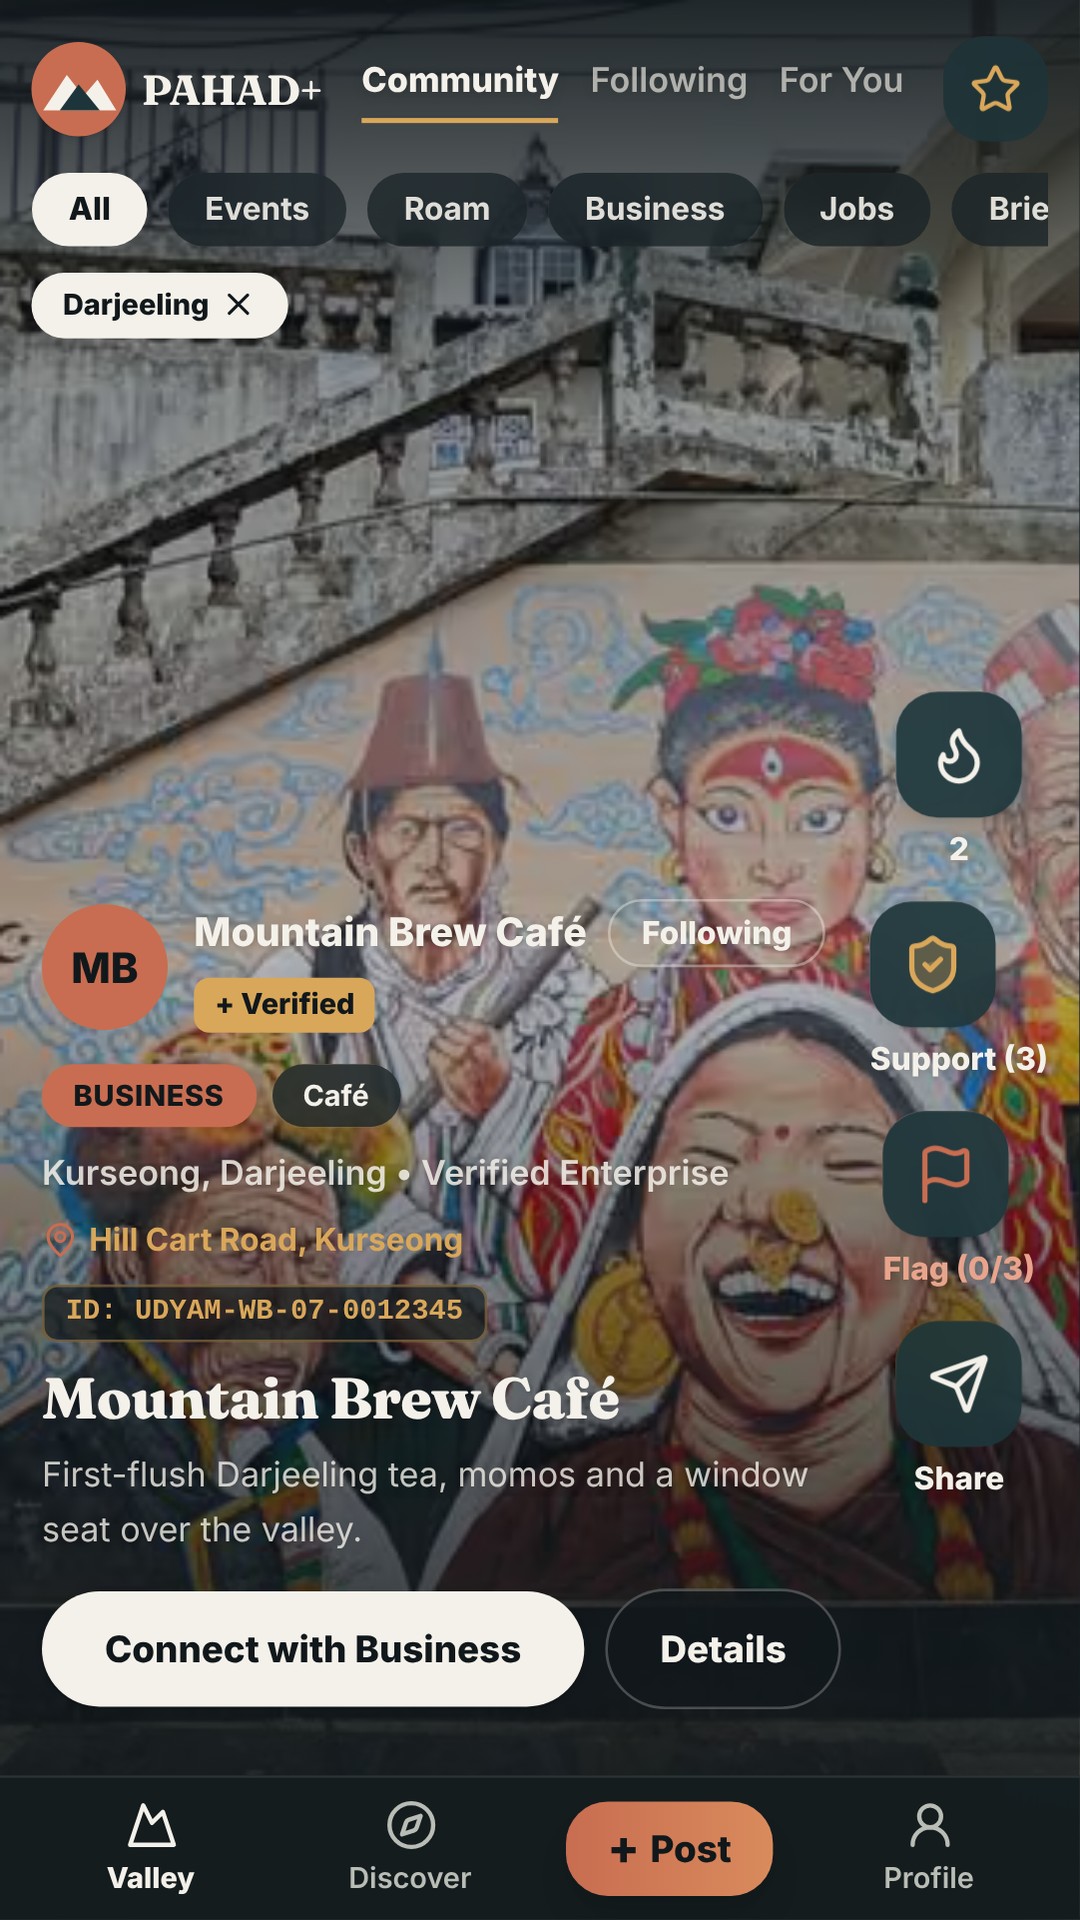 PAHAD+
Community Following For You
All Events Roam Business Jobs Brie
Darjeeling
MB
Mountain Brew Café Following
+ Verified
BUSINESS Café
Kurseong, Darjeeling • Verified Enterprise
Hill Cart Road, Kurseong
ID: UDYAM-WB-07-0012345
Mountain Brew Café
First-flush Darjeeling tea, momos and a window
seat over the valley.
Connect with Business Details
2
Support (3)
Flag (0/3)
Share
Valley Discover + Post Profile